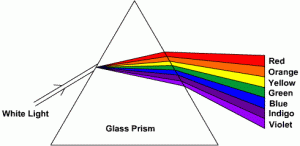 Red
Orange
Yellow
Green
Blue
Indigo
Violet
White Light
Glass Prism